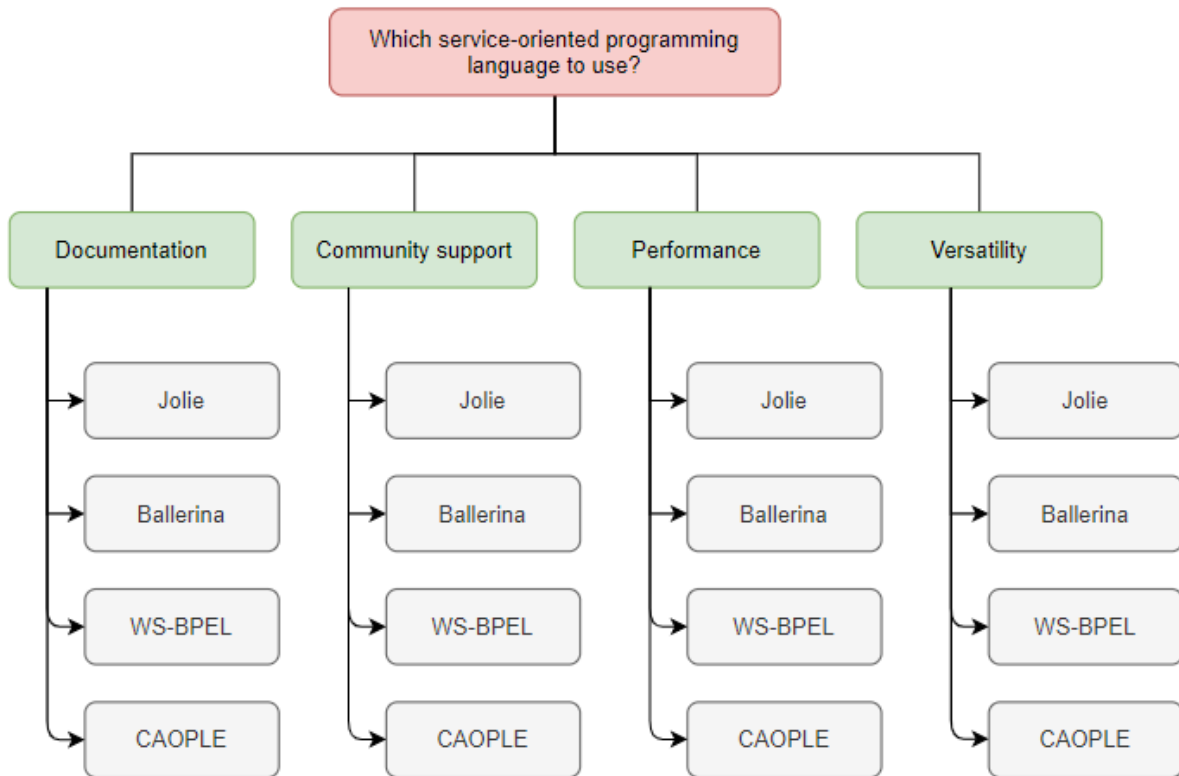 Which service-oriented programming
language to use?
Documentation
Community support
Performance
Versatility
Jolie
Jolie
Jolie
Jolie
Ballerina
Ballerina
Ballerina
Ballerina
WS-BPEL
WS-BPEL
WS-BPEL
WS-BPEL
CAOPLE
CAOPLE
CAOPLE
CAOPLE